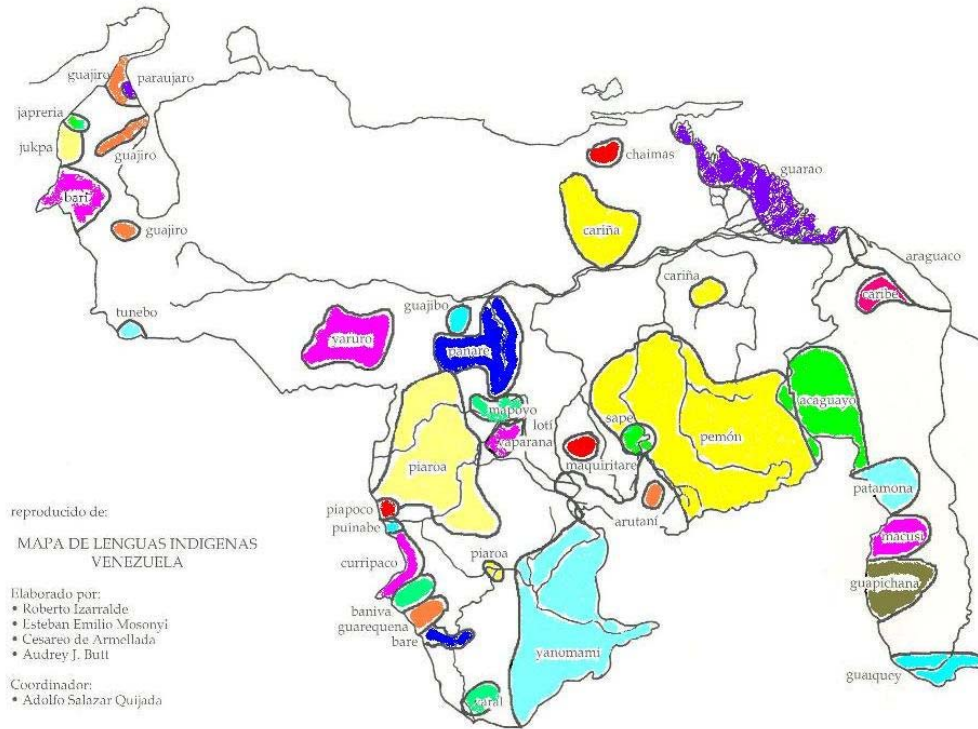 guajiro
paraujaro
japreria
jukpa
guajiro
bari
guajiro
tunebo
chaimas
guarao
cariña
cariña
araguaco
caribe
guajibo
yaruro
panare
mapoyo
loti
yaparana
sape
pemón
acaguayo
piaroa
maquiritare
arutaní
patamona
piapoco
puinabe
macusi
curripaco
piaroa
guapichana
baniva
guarequena
bare
yanomami
guaiquey
yaral
reproducido de:
MAPA DE LENGUAS INDIGENAS
VENEZUELA
Elaborado por:
• Roberto Izarralde
• Esteban Emilio Mosonyi
• Cesareo de Armellada
• Audrey J. Butt
Coordinador:
• Adolfo Salazar Quijada